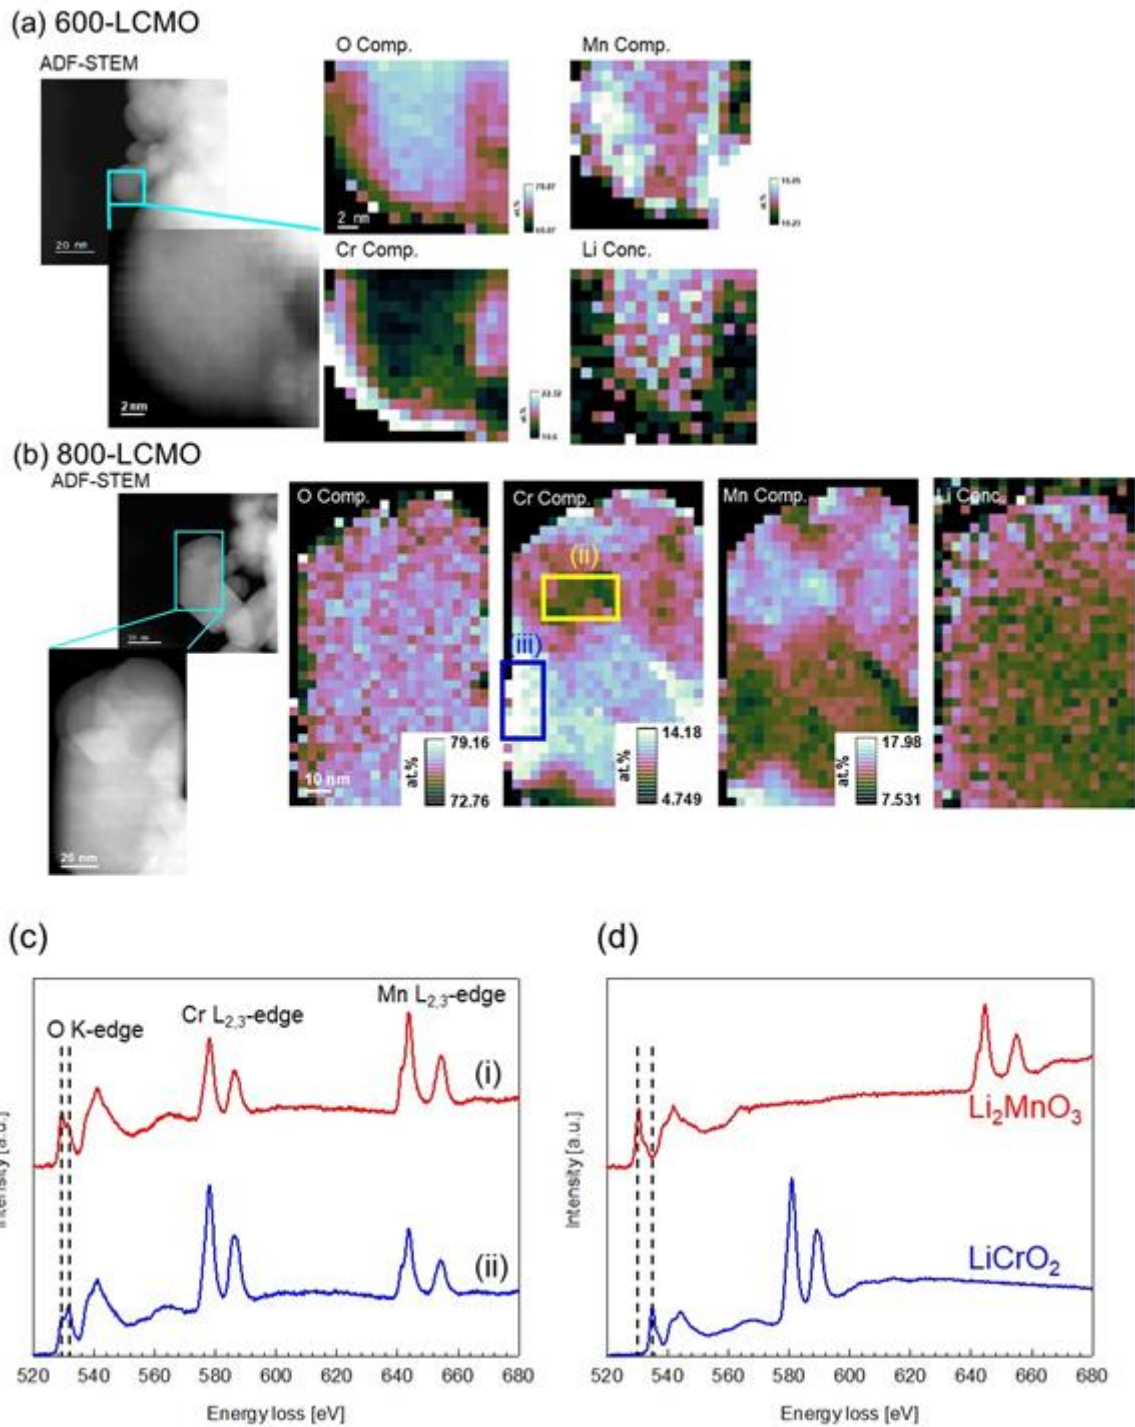 (a) 600-LCMO
ADF-STEM
O Comp.
Mn Comp.
20 nm
2 nm
at.%
at.%
Cr Comp.
Li Conc.
2 nm
at.%
(b) 800-LCMO
ADF-STEM
O Comp.
Cr Comp.
Mn Comp.
Li Conc.
(ii)
(iii)
79.16
at.%
72.76
10 nm
14.18
at.%
4.749
17.98
at.%
7.531
(c)
(d)
O K-edge
Cr L2,3-edge
Mn L2,3-edge
(i)
(ii)
Intensity [a.u.]
520 540 560 580 600 620 640 660 680
Energy loss [eV]
Li2MnO3
LiCrO2
Intensity [a.u.]
520 540 560 580 600 620 640 660 680
Energy loss [eV]